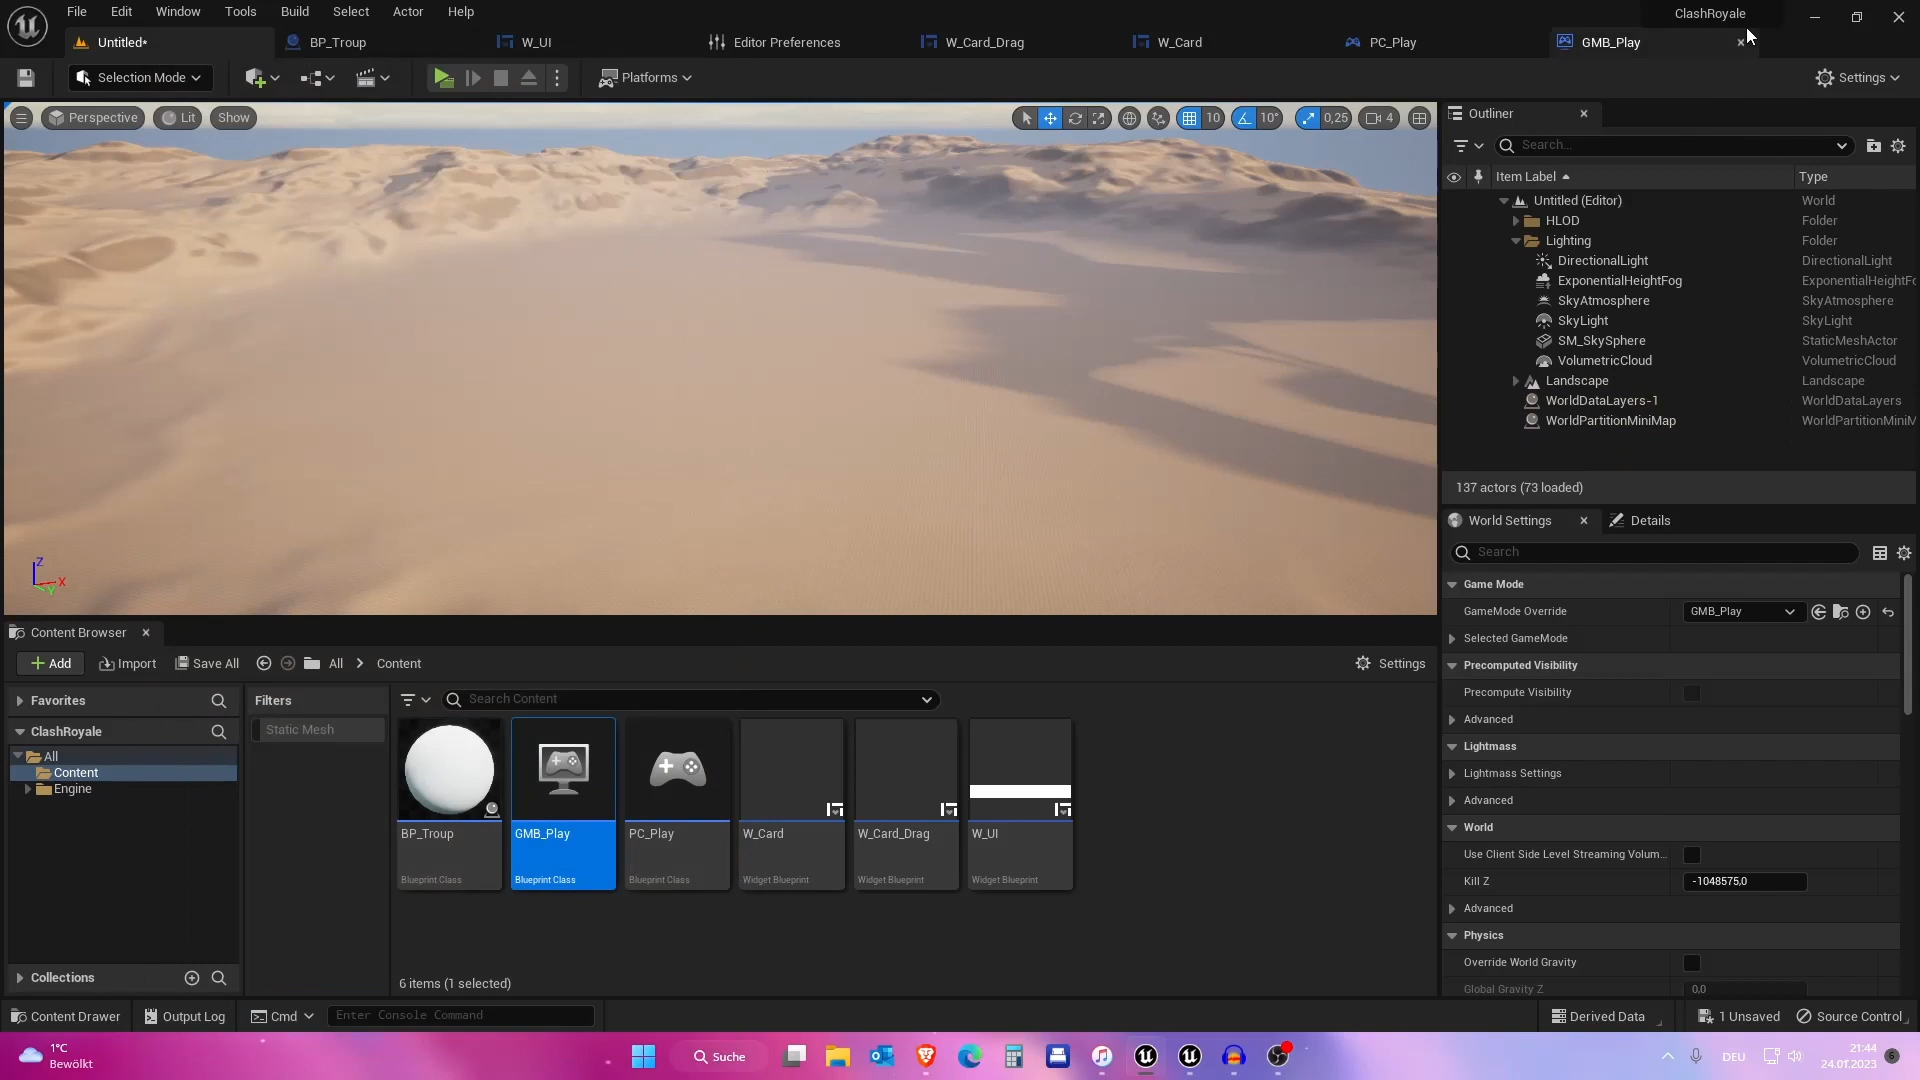 File Edit Window Tools Build Select Actor Help
ClashRoyale
Untitled*
BP_Troup
W_UI
Editor Preferences
W_Card_Drag
W_Card
PC_Play
GMB_Play
Selection Mode
Platforms
Settings
Perspective
Lit
Show
10
10°
0,25
4
Outliner
Search...
Item Label
Type
Untitled (Editor)
World
HLOD
Folder
Lighting
Folder
DirectionalLight
DirectionalLight
ExponentialHeightFog
ExponentialHeightFo
SkyAtmosphere
SkyAtmosphere
SkyLight
SkyLight
SM_SkySphere
StaticMeshActor
VolumetricCloud
VolumetricCloud
Landscape
Landscape
WorldDataLayers-1
WorldDataLayers
WorldPartitionMiniMap
WorldPartitionMiniM
137 actors (73 loaded)
World Settings
Details
Search
Game Mode
GameMode Override
GMB_Play
Selected GameMode
Precomputed Visibility
Precompute Visibility
Advanced
Lightmass
Lightmass Settings
Advanced
World
Use Client Side Level Streaming Volum...
Kill Z
-1048575,0
Advanced
Physics
Override World Gravity
Global Gravity Z
0,0
Z
X
Y
Content Browser
Add
Import
Save All
All
Content
Settings
Favorites
Filters
Search Content
Static Mesh
ClashRoyale
All
Content
Engine
BP_Troup
Blueprint Class
GMB_Play
Blueprint Class
PC_Play
Blueprint Class
W_Card
Widget Blueprint
W_Card_Drag
Widget Blueprint
W_UI
Widget Blueprint
Collections
6 items (1 selected)
Content Drawer
Output Log
Cmd
Enter Console Command
Derived Data
1 Unsaved
Source Control
1°C
Bewölkt
Suche
DEU
21:44
24.01.2023
6